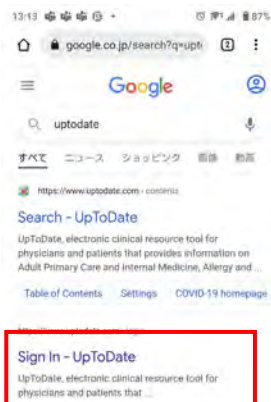 13:13
87%
google.co.jp/search?q=upt
2
Google
uptodate
すべて ニュース ショッピング 画像 動画
https://www.uptodate.com › contents
Search - UpToDate
UpToDate, electronic clinical resource tool for
physicians and patients that provides information on
Adult Primary Care and Internal Medicine, Allergy and ...
Table of Contents Settings COVID-19 homepage
Sign In - UpToDate
UpToDate, electronic clinical resource tool for
physicians and patients that ...